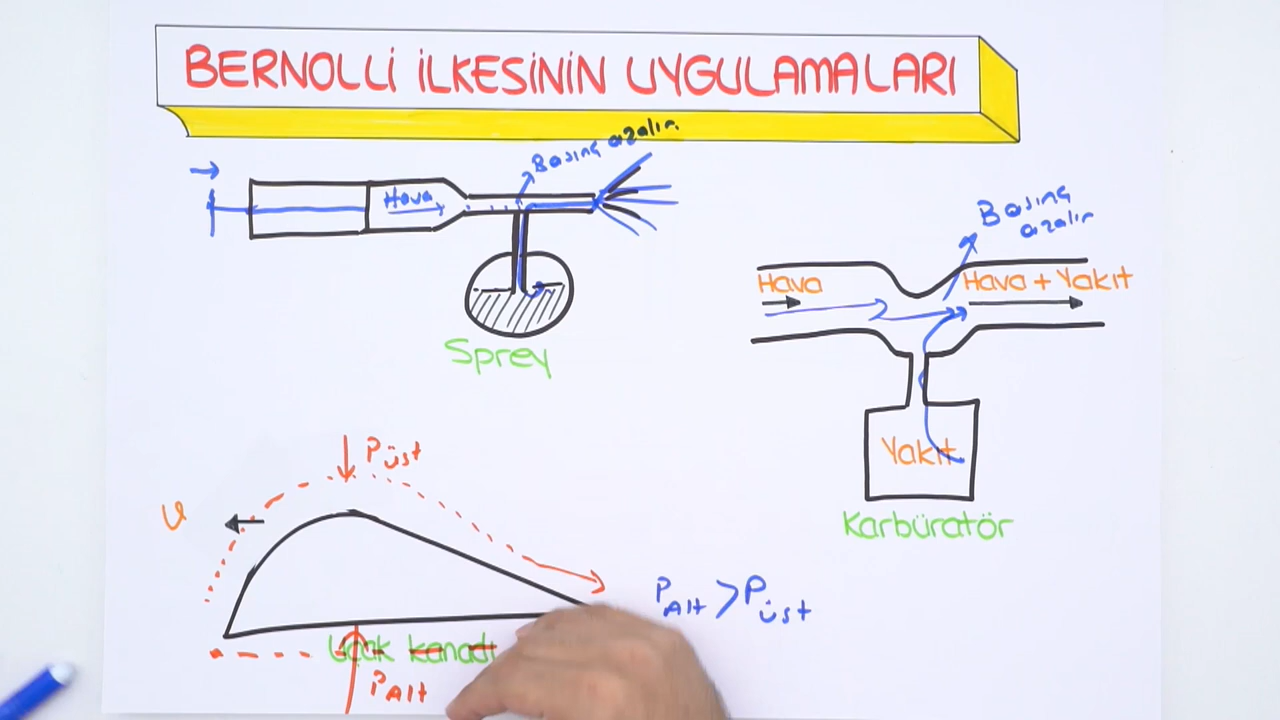 BERNOLLİ İLKESİNİN UYGULAMALARI
Basınç azalır
Hava
Sprey
Basınç
azalır
Hava
Hava + Yakıt
Yakıt
Karbüratör
Püst
υ
PAlt > Püst
Uçak kanadı
PAlt